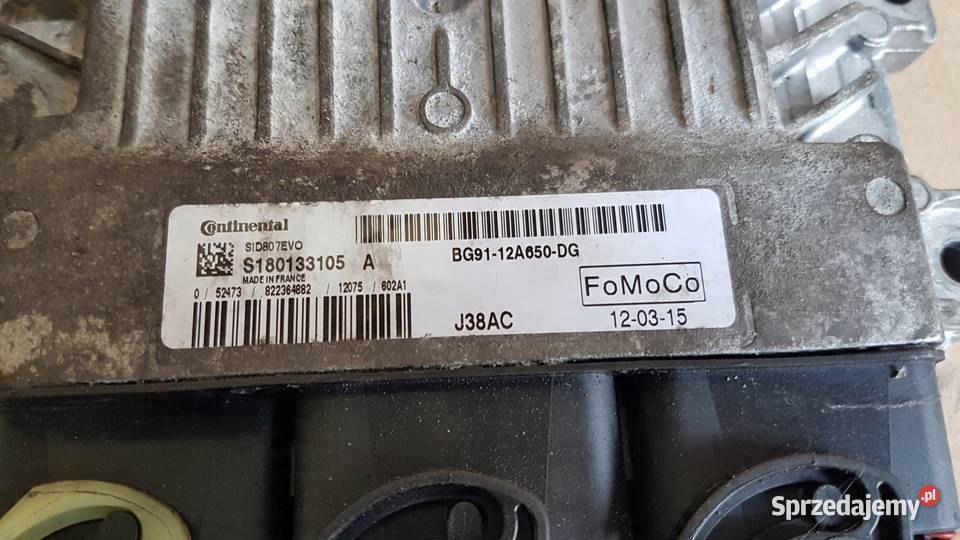 Continental
SID807EVO
S180133105 A
MADE IN FRANCE
0 / 52473 / 822364882 / 12075 / 602A1
BG91-12A650-DG
FoMoCo
J38AC
12-03-15
Sprzedajemy.pl